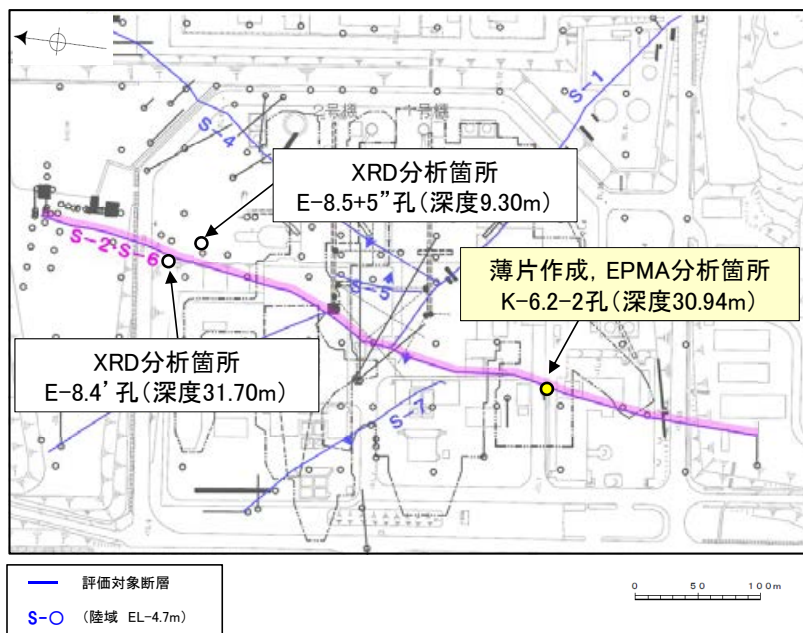 S-1
2号機
1号機
S-4
XRD分析箇所
E-8.5+5”孔(深度9.30m)
S-2・S-6
S-5
薄片作成, EPMA分析箇所
K-6.2-2孔(深度30.94m)
XRD分析箇所
E-8.4’孔(深度31.70m)
S-7
評価対象断層
S-○ (陸域 EL-4.7m)
0 50 100m